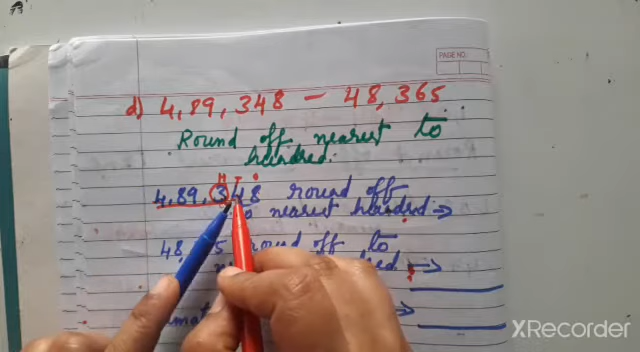 PAGE NO.:
d) 4,89,348 - 48,365
Round off nearest to
hundred.
H T O
4,89,348 round off
to nearest hundred →
48, 5 round off to
→
→
XRecorder